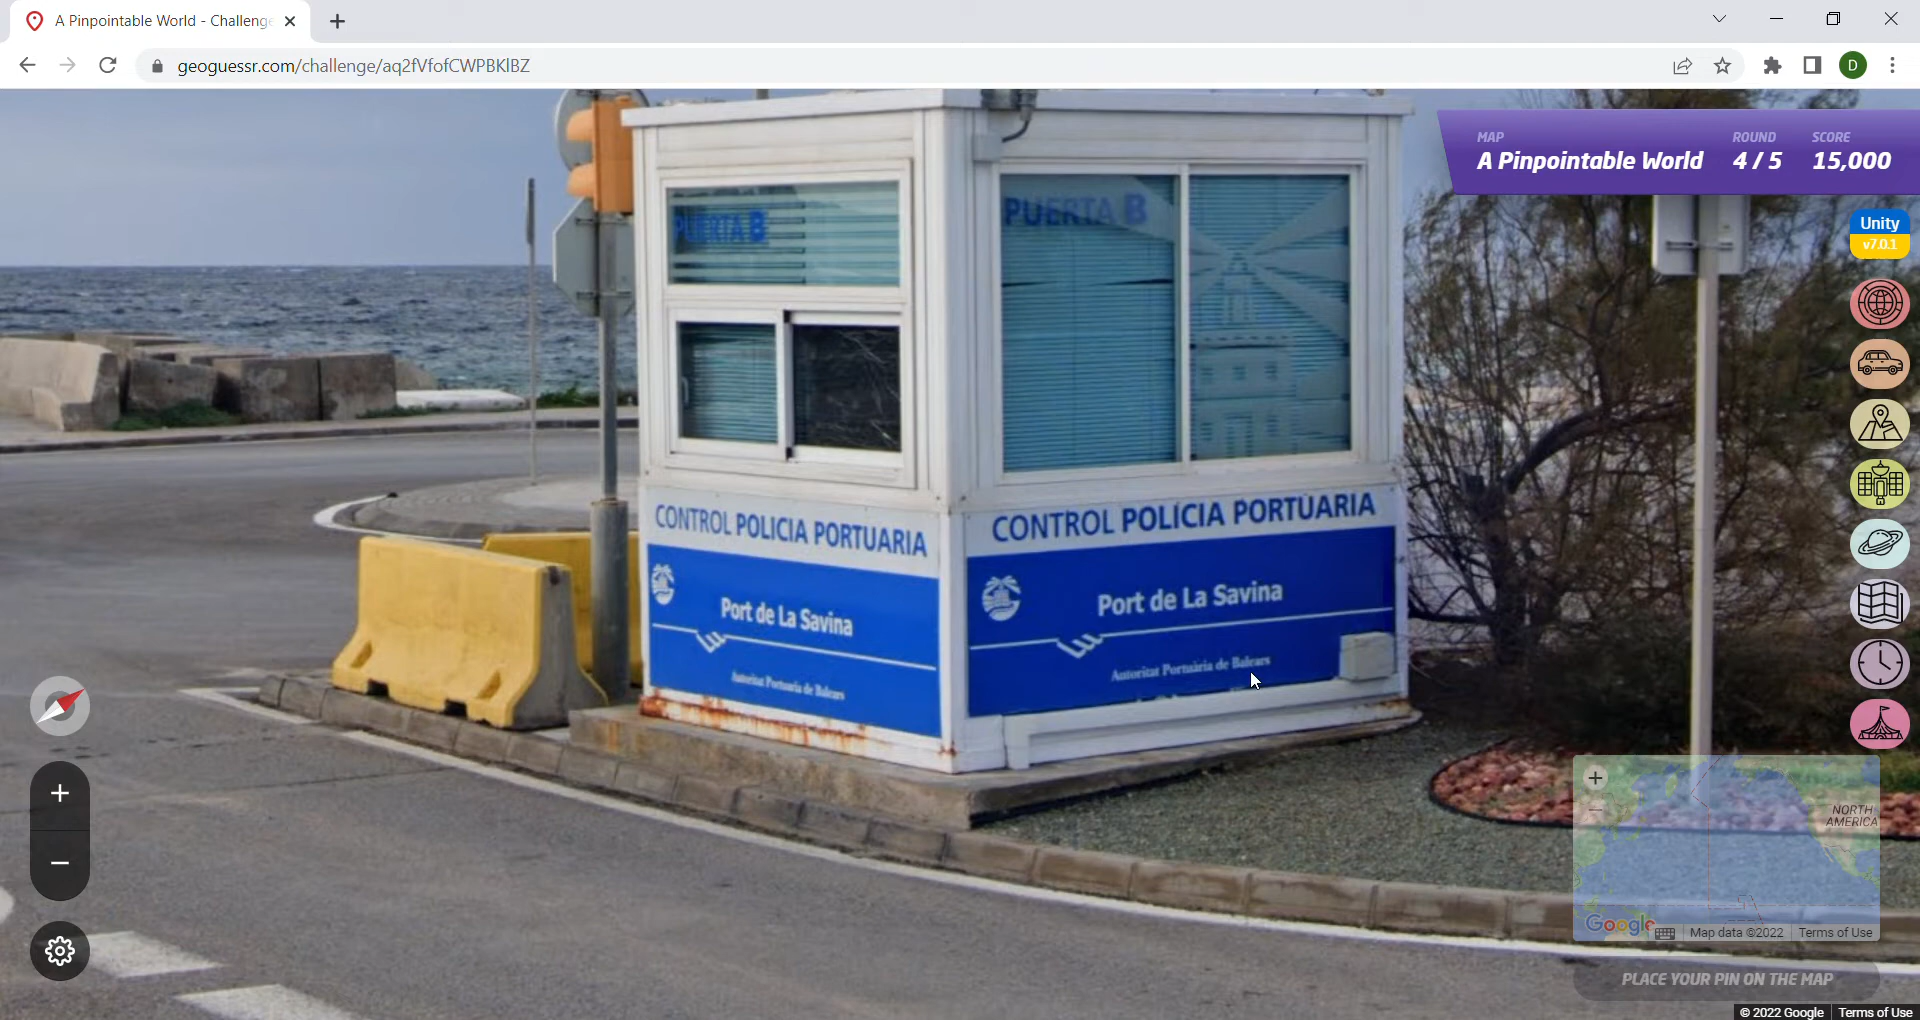 A Pinpointable World - Challenge
geoguessr.com/challenge/aq2fVfofCWPBKlBZ
D
MAP
A Pinpointable World
ROUND
4 / 5
SCORE
15,000
Unity
v7.0.1
PUERTA B
PUERTA B
CONTROL POLICIA PORTUARIA
CONTROL POLICIA PORTUARIA
Port de La Savina
Port de La Savina
Autoritat Portuària de Balears
Autoritat Portuària de Balears
NORTH
AMERICA
Google
Map data ©2022
Terms of Use
PLACE YOUR PIN ON THE MAP
© 2022 Google
Terms of Use